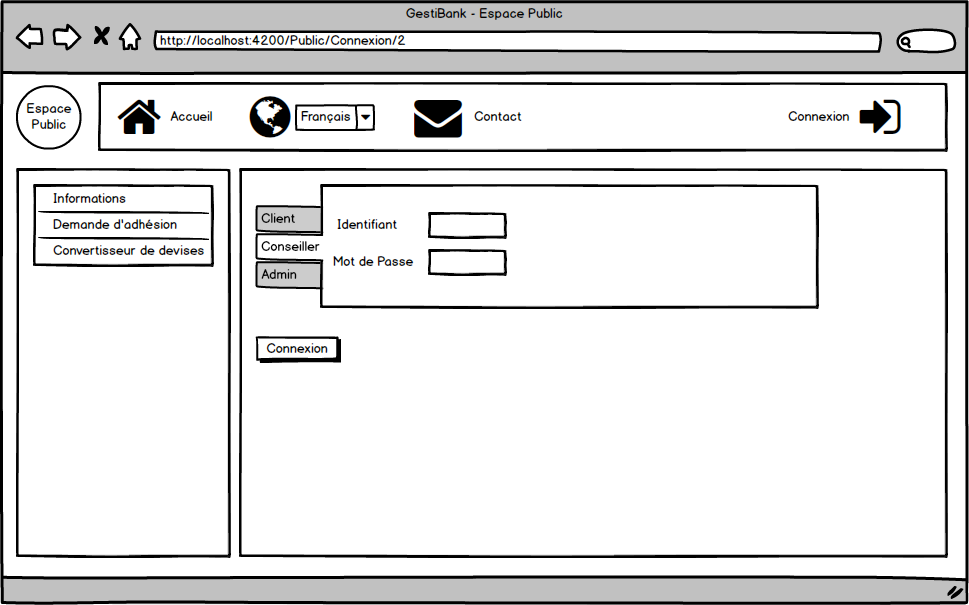 GestiBank - Espace Public
http://localhost:4200/Public/Connexion/2
Espace
Public
Accueil
Français
Contact
Connexion
Informations
Demande d'adhésion
Convertisseur de devises
Client
Conseiller
Admin
Identifiant
Mot de Passe
Connexion